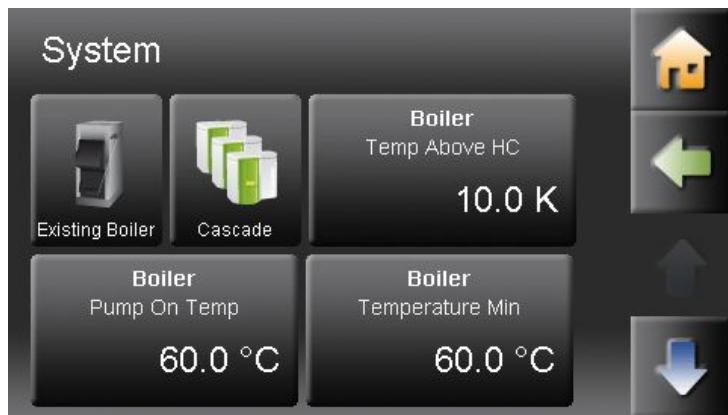 System
Existing Boiler
Cascade
Boiler
Temp Above HC
10.0 K
Boiler
Pump On Temp
60.0 °C
Boiler
Temperature Min
60.0 °C